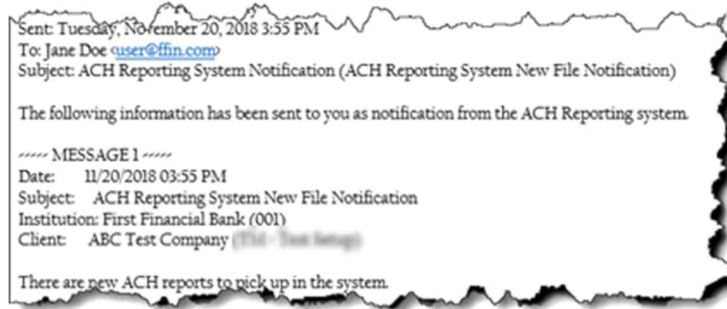 Sent: Tuesday, November 20, 2018 3:55 PM
To: Jane Doe <user@ffin.com>
Subject: ACH Reporting System Notification (ACH Reporting System New File Notification)
The following information has been sent to you as notification from the ACH Reporting system.
----- MESSAGE 1 -----
Date: 11/20/2018 03:55 PM
Subject: ACH Reporting System New File Notification
Institution: First Financial Bank (001)
Client: ABC Test Company
There are new ACH reports to pick up in the system.